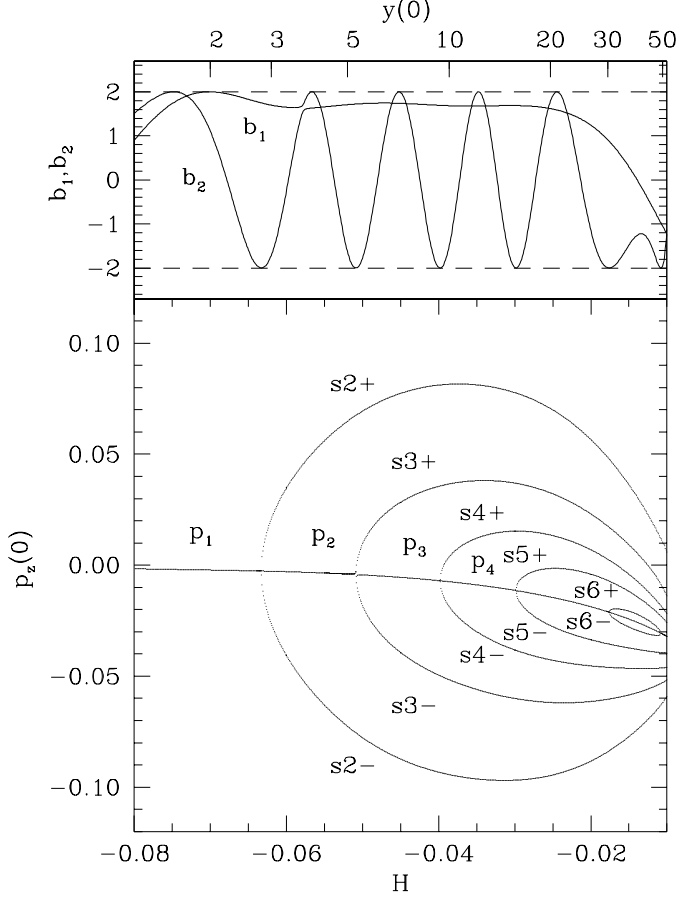 y(0)
2 3 5 10 20 30 50
2
1
0
−1
−2
b₁,b₂
b₁
b₂
0.10
0.05
0.00
−0.05
−0.10
p_z(0)
s2+
s3+
s4+
p₁ p₂ p₃ p₄ s5+
s6+
s6−
s5−
s4−
s3−
s2−
−0.08 −0.06 −0.04 −0.02
H